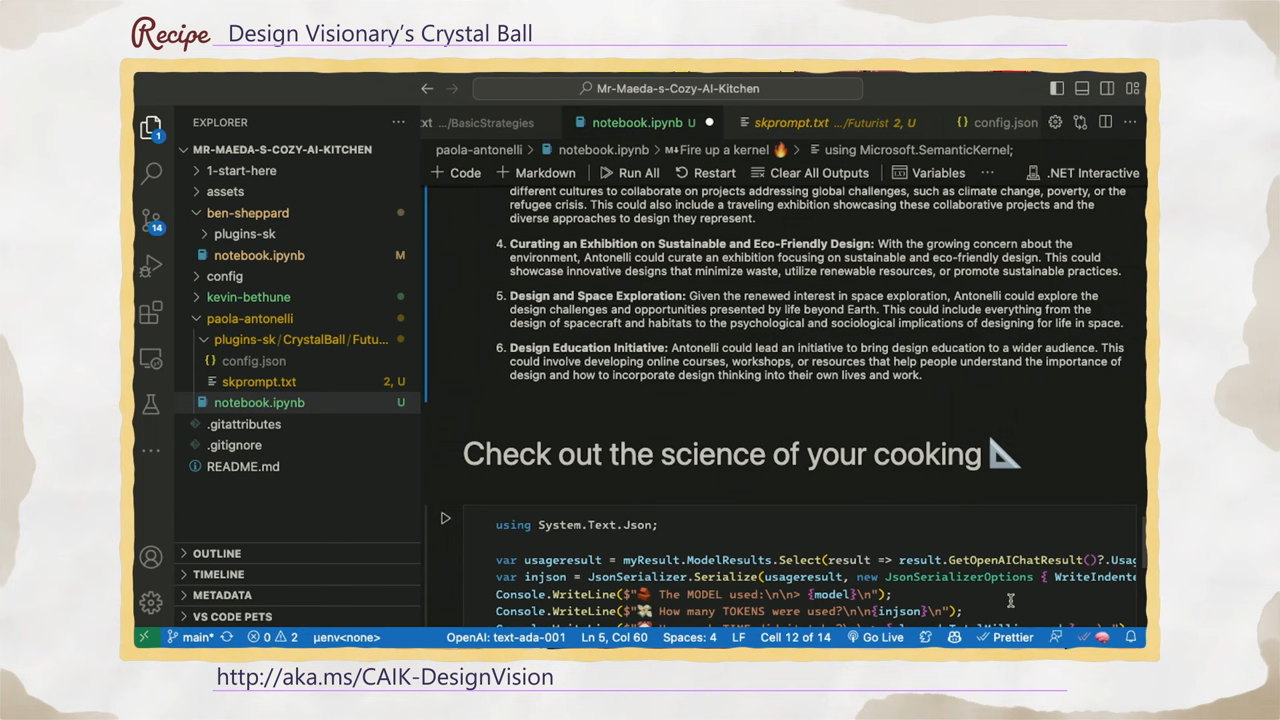 Recipe Design Visionary's Crystal Ball
Mr-Maeda-s-Cozy-AI-Kitchen
EXPLORER
MR-MAEDA-S-COZY-AI-KITCHEN
1-start-here
assets
ben-sheppard
plugins-sk
notebook.ipynb M
config
kevin-bethune
paola-antonelli
plugins-sk / CrystalBall / Futu...
config.json
skprompt.txt 2, U
notebook.ipynb U
.gitattributes
.gitignore
README.md
OUTLINE
TIMELINE
METADATA
VS CODE PETS
1
14
xt .../BasicStrategies notebook.ipynb U skprompt.txt .../Futurist 2, U config.json
paola-antonelli > notebook.ipynb > Fire up a kernel > using Microsoft.SemanticKernel;
+ Code + Markdown Run All Restart Clear All Outputs Variables ... .NET Interactive
different cultures to collaborate on projects addressing global challenges, such as climate change, poverty, or the
refugee crisis. This could also include a traveling exhibition showcasing these collaborative projects and the
diverse approaches to design they represent.
4. Curating an Exhibition on Sustainable and Eco-Friendly Design: With the growing concern about the
environment, Antonelli could curate an exhibition focusing on sustainable and eco-friendly design. This could
showcase innovative designs that minimize waste, utilize renewable resources, or promote sustainable practices.
5. Design and Space Exploration: Given the renewed interest in space exploration, Antonelli could explore the
design challenges and opportunities presented by life beyond Earth. This could include everything from the
design of spacecraft and habitats to the psychological and sociological implications of designing for life in space.
6. Design Education Initiative: Antonelli could lead an initiative to bring design education to a wider audience. This
could involve developing online courses, workshops, or resources that help people understand the importance of
design and how to incorporate design thinking into their own lives and work.
Check out the science of your cooking
using System.Text.Json;
var usageresult = myResult.ModelResults.Select(result => result.GetOpenAIChatResult()?.Usag
var injson = JsonSerializer.Serialize(usageresult, new JsonSerializerOptions { WriteIndente
Console.WriteLine($" The MODEL used:\n\n> {model}\n");
Console.WriteLine($" How many TOKENS were used?\n\n{injson}\n");
main* 0 2 μenv<none> OpenAI: text-ada-001 Ln 5, Col 60 Spaces: 4 LF Cell 12 of 14 Go Live Prettier
http://aka.ms/CAIK-DesignVision